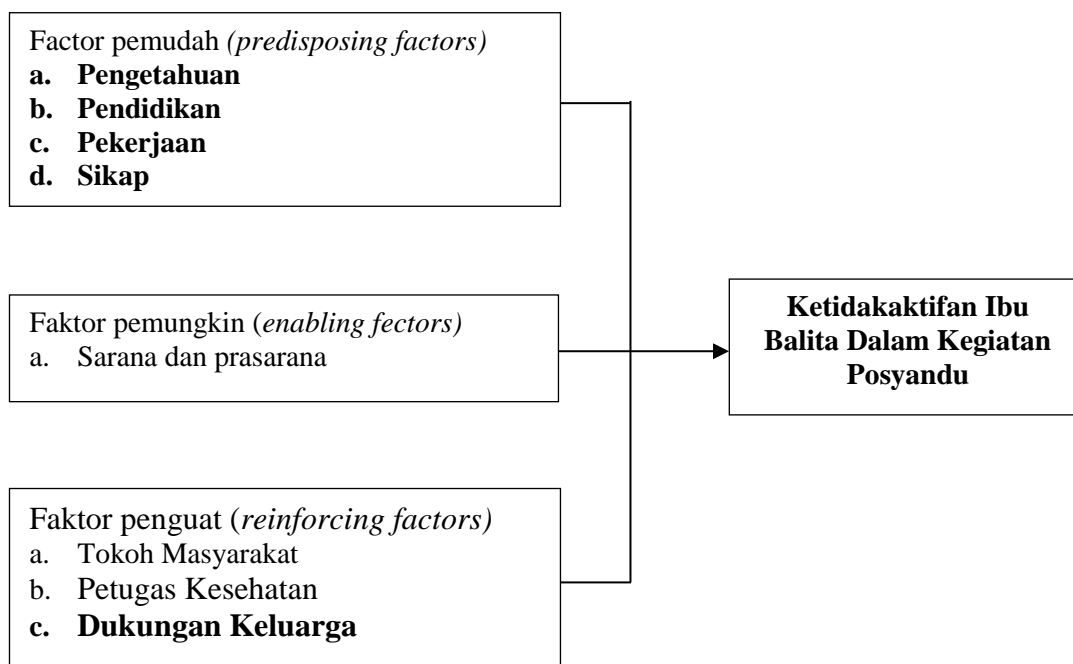 Factor pemudah (predisposing factors)
a. Pengetahuan
b. Pendidikan
c. Pekerjaan
d. Sikap
Faktor pemungkin (enabling fectors)
a. Sarana dan prasarana
Ketidakaktifan Ibu
Balita Dalam Kegiatan
Posyandu
Faktor penguat (reinforcing factors)
a. Tokoh Masyarakat
b. Petugas Kesehatan
c. Dukungan Keluarga